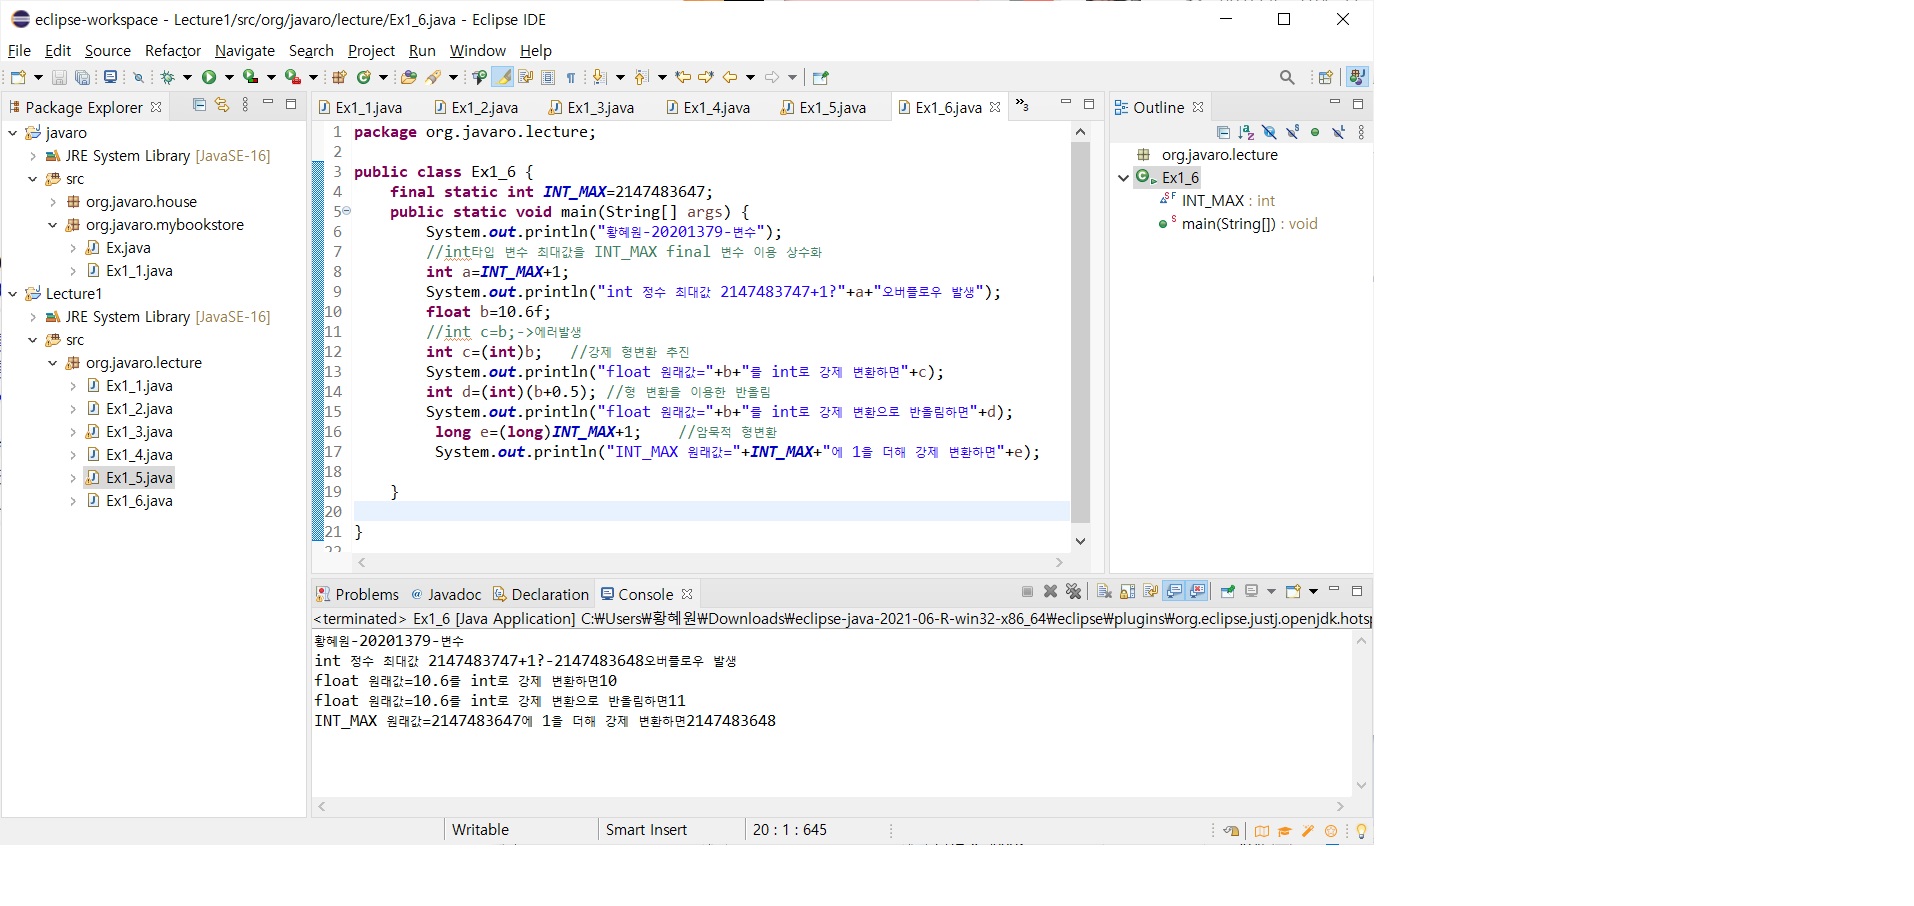 eclipse-workspace - Lecture1/src/org/javaro/lecture/Ex1_6.java - Eclipse IDE
File Edit Source Refactor Navigate Search Project Run Window Help
Package Explorer
javaro
JRE System Library [JavaSE-16]
src
org.javaro.house
org.javaro.mybookstore
Ex.java
Ex1_1.java
Lecture1
JRE System Library [JavaSE-16]
src
org.javaro.lecture
Ex1_1.java
Ex1_2.java
Ex1_3.java
Ex1_4.java
Ex1_5.java
Ex1_6.java
Ex1_1.java Ex1_2.java Ex1_3.java Ex1_4.java Ex1_5.java Ex1_6.java »3
1 package org.javaro.lecture;
2
3 public class Ex1_6 {
4 final static int INT_MAX=2147483647;
5 public static void main(String[] args) {
6 System.out.println("황혜원-20201379-변수");
7 //int타입 변수 최대값을 INT_MAX final 변수 이용 상수화
8 int a=INT_MAX+1;
9 System.out.println("int 정수 최대값 2147483747+1?"+a+"오버플로우 발생");
10 float b=10.6f;
11 //int c=b;->에러발생
12 int c=(int)b; //강제 형변환 추진
13 System.out.println("float 원래값="+b+"를 int로 강제 변환하면"+c);
14 int d=(int)(b+0.5); //형 변환을 이용한 반올림
15 System.out.println("float 원래값="+b+"를 int로 강제 변환으로 반올림하면"+d);
16 long e=(long)INT_MAX+1; //암묵적 형변환
17 System.out.println("INT_MAX 원래값="+INT_MAX+"에 1을 더해 강제 변환하면"+e);
18
19 }
20
21 }
22
Outline
org.javaro.lecture
Ex1_6
INT_MAX : int
main(String[]) : void
Problems @ Javadoc Declaration Console
<terminated> Ex1_6 [Java Application] C:₩Users₩황혜원₩Downloads₩eclipse-java-2021-06-R-win32-x86_64₩eclipse₩plugins₩org.eclipse.justj.openjdk.hotsp
황혜원-20201379-변수
int 정수 최대값 2147483747+1?-2147483648오버플로우 발생
float 원래값=10.6를 int로 강제 변환하면10
float 원래값=10.6를 int로 강제 변환으로 반올림하면11
INT_MAX 원래값=2147483647에 1을 더해 강제 변환하면2147483648
Writable Smart Insert 20 : 1 : 645